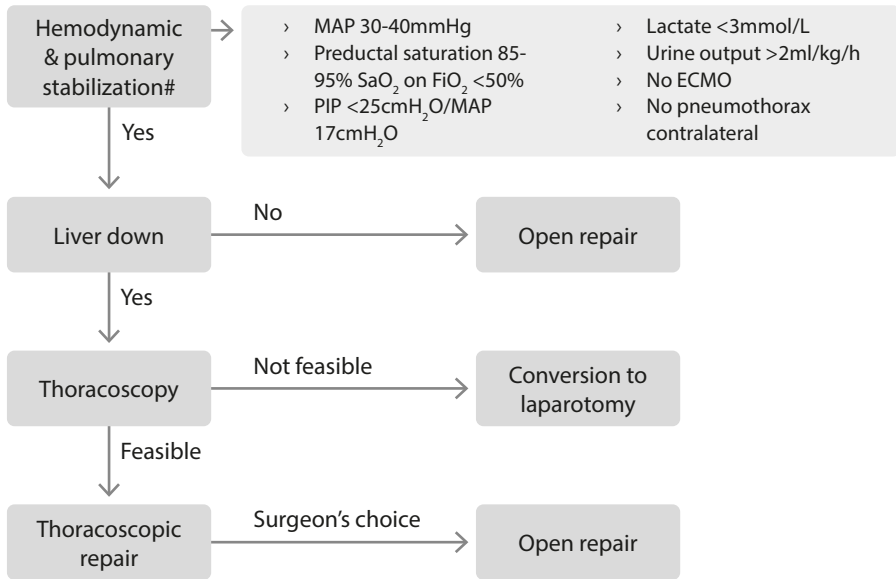 Hemodynamic
& pulmonary
stabilization#
› MAP 30-40mmHg
› Preductal saturation 85-
95% SaO₂ on FiO₂ <50%
› PIP <25cmH₂O/MAP
17cmH₂O
› Lactate <3mmol/L
› Urine output >2ml/kg/h
› No ECMO
› No pneumothorax
contralateral
Yes
Liver down
No
Open repair
Yes
Thoracoscopy
Not feasible
Conversion to
laparotomy
Feasible
Thoracoscopic
repair
Surgeon’s choice
Open repair